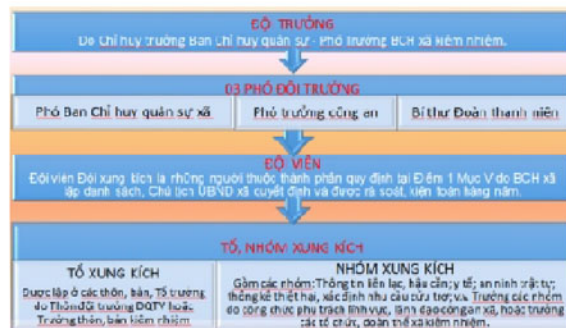 ĐỘI TRƯỞNG
Do Chỉ huy trưởng Ban Chỉ huy quân sự - Phó Trưởng BCH xã kiêm nhiệm.
03 PHÓ ĐỘI TRƯỞNG
Phó Ban Chỉ huy quân sự xã
Phó trưởng công an
Bí thư Đoàn thanh niên
ĐỘI VIÊN
Đội viên Đội xung kích là những người thuộc thành phần quy định tại Điểm 1 Mục V do BCH xã
lập danh sách, Chủ tịch UBND xã quyết định và được rà soát, kiện toàn hàng năm.
TỔ, NHÓM XUNG KÍCH
TỔ XUNG KÍCH
Được lập ở các thôn, bản, Tổ trưởng
do Thôn đội trưởng DQTV hoặc
Trưởng thôn, bản kiêm nhiệm
NHÓM XUNG KÍCH
Gồm các nhóm: Thông tin liên lạc, hậu cần; y tế; an ninh trật tự;
thống kê thiệt hại, xác định nhu cầu cứu trợ; v.v. Trưởng các nhóm
do công chức phụ trách lĩnh vực, lãnh đạo công an xã, hoặc trưởng
các tổ chức, đoàn thể xã kiêm nhiệm.